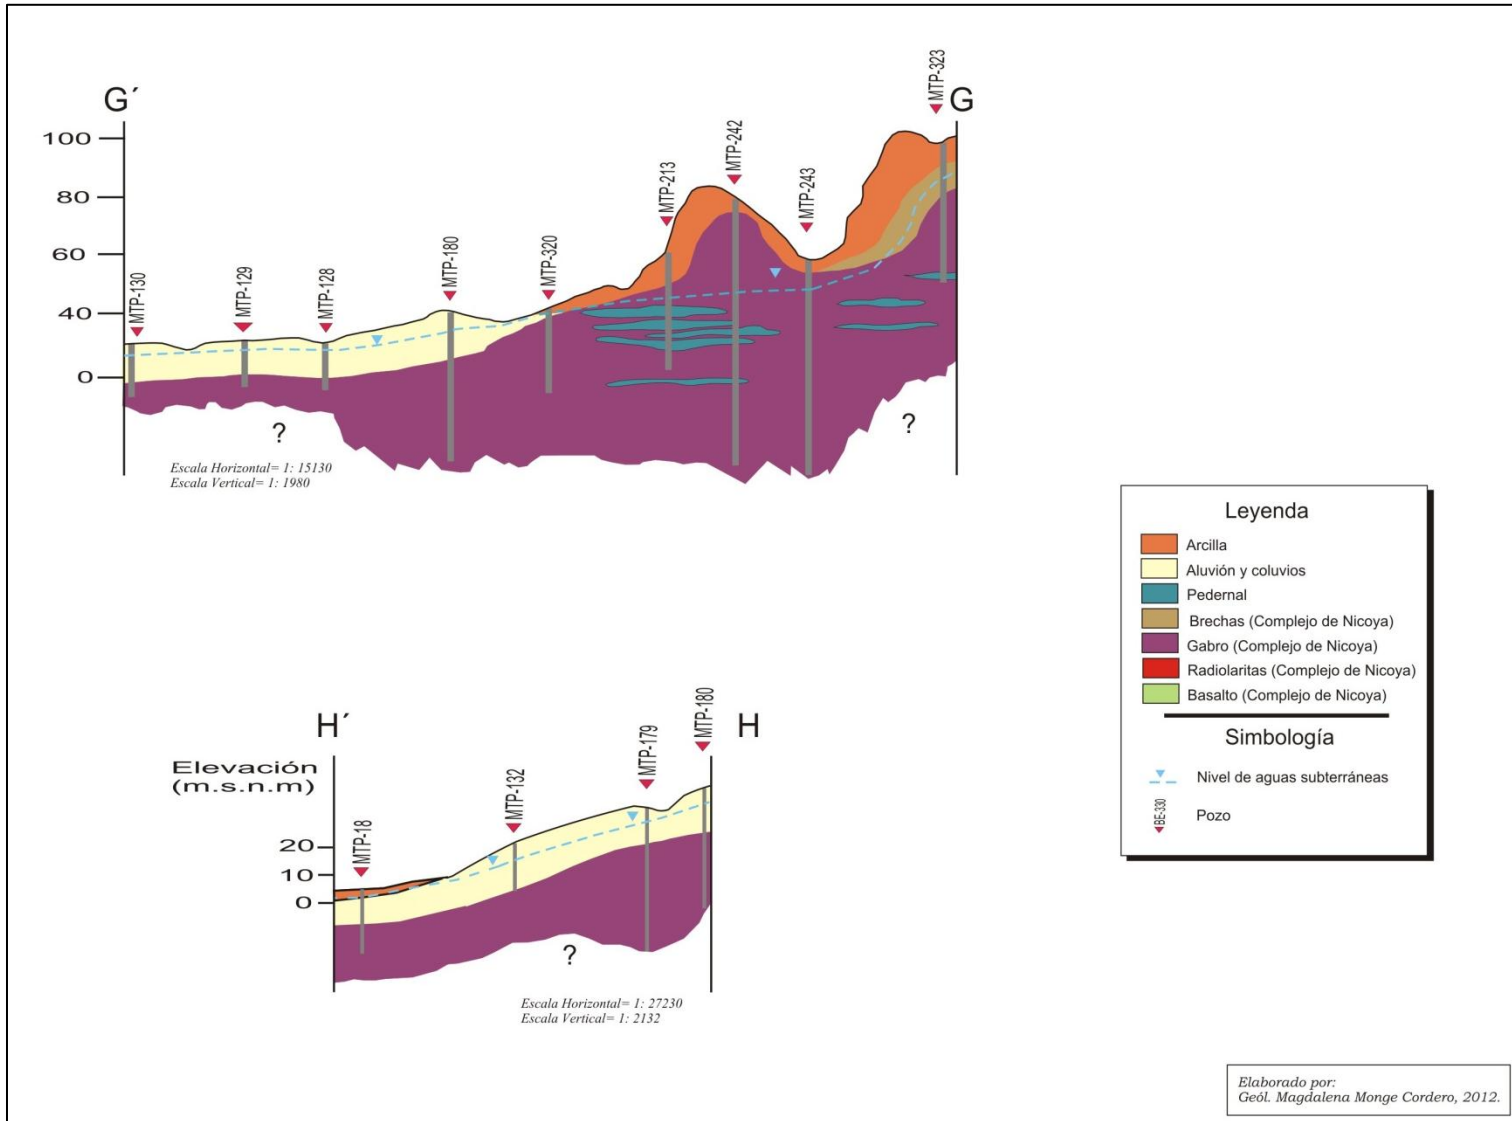 G´
G
100
80
60
40
0
MTP-130
MTP-129
MTP-128
MTP-180
MTP-320
MTP-213
MTP-242
MTP-243
MTP-323
?
?
Escala Horizontal= 1: 15130
Escala Vertical= 1: 1980
H´
H
Elevación
(m.s.n.m)
20
10
0
MTP-18
MTP-132
MTP-179
MTP-180
?
Escala Horizontal= 1: 27230
Escala Vertical= 1: 2132
Leyenda
Arcilla
Aluvión y coluvios
Pedernal
Brechas (Complejo de Nicoya)
Gabro (Complejo de Nicoya)
Radiolaritas (Complejo de Nicoya)
Basalto (Complejo de Nicoya)
Simbología
Nivel de aguas subterráneas
BE-330
Pozo
Elaborado por:
Geól. Magdalena Monge Cordero, 2012.